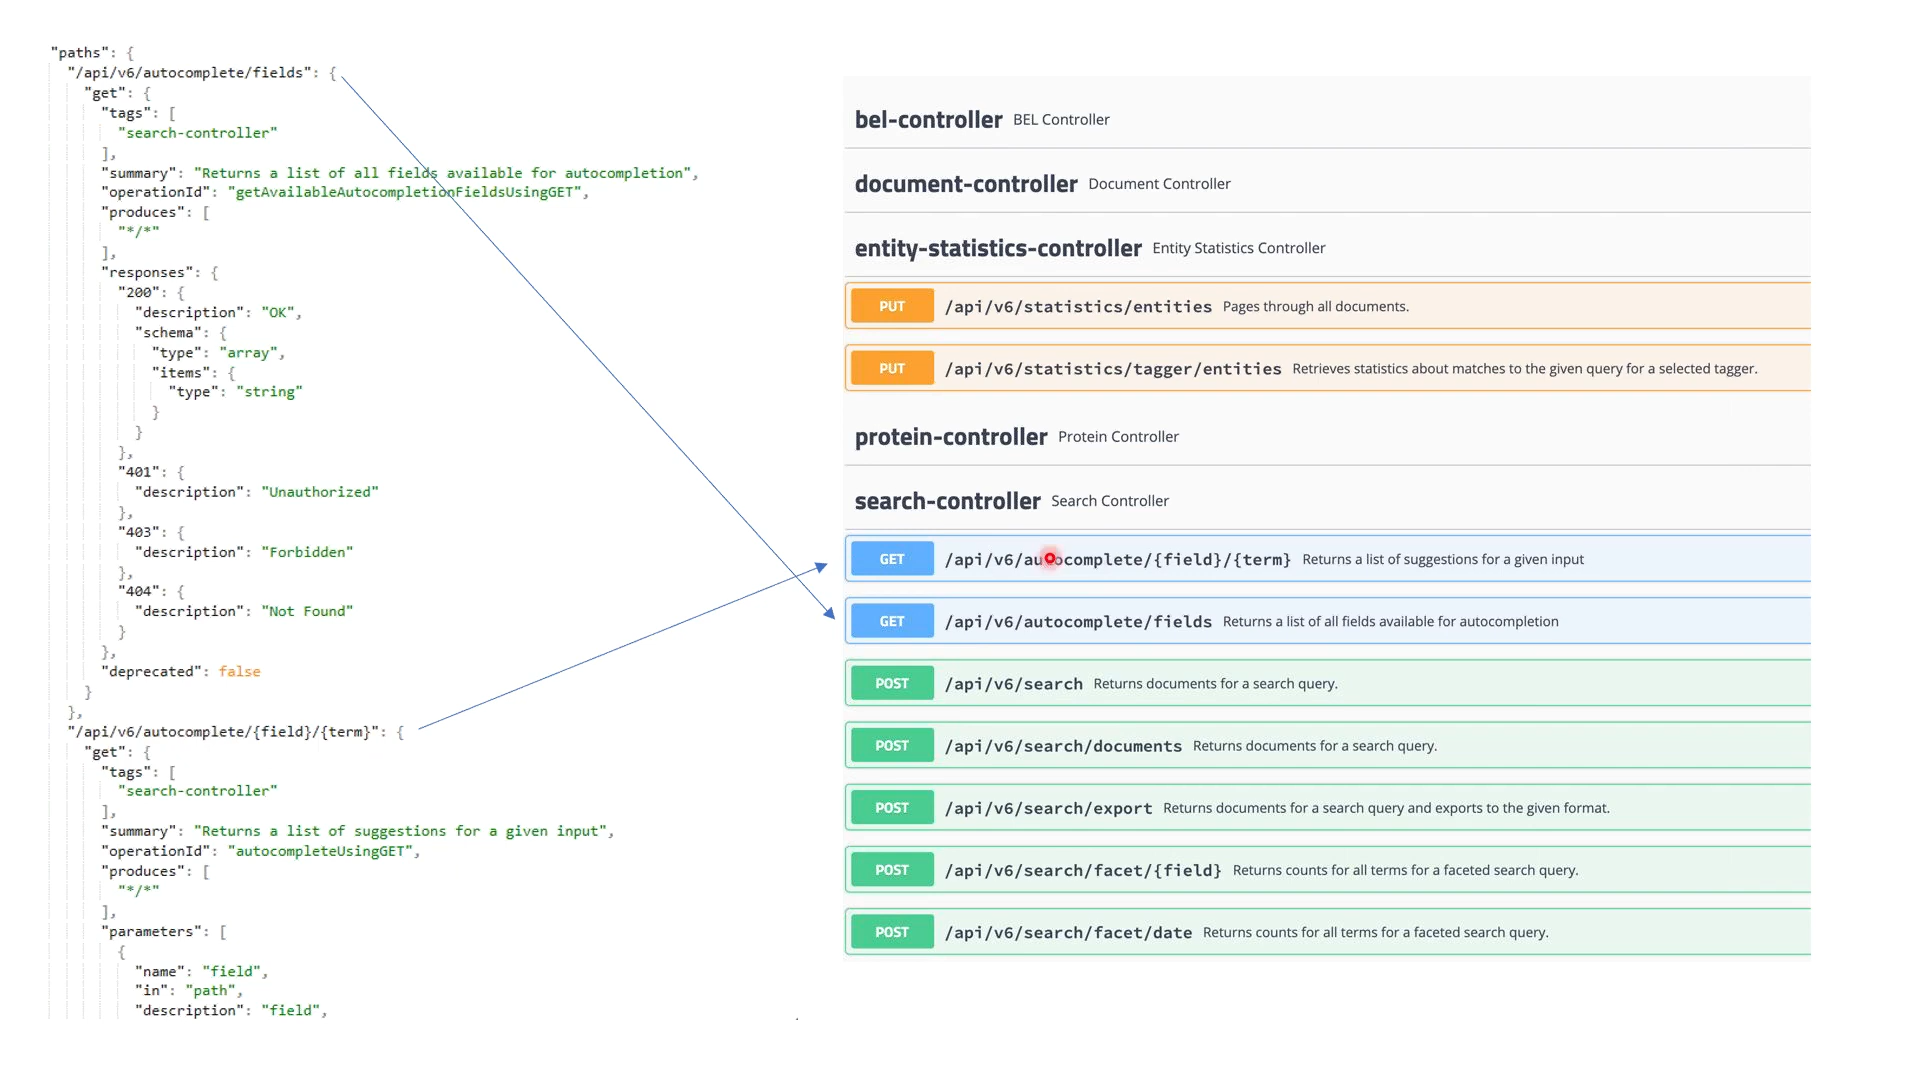 "paths": {
"/api/v6/autocomplete/fields": {
"get": {
"tags": [
"search-controller"
],
"summary": "Returns a list of all fields available for autocompletion",
"operationId": "getAvailableAutocompletionFieldsUsingGET",
"produces": [
"*/*"
],
"responses": {
"200": {
"description": "OK",
"schema": {
"type": "array",
"items": {
"type": "string"
}
}
},
"401": {
"description": "Unauthorized"
},
"403": {
"description": "Forbidden"
},
"404": {
"description": "Not Found"
}
},
"deprecated": false
}
},
"/api/v6/autocomplete/{field}/{term}": {
"get": {
"tags": [
"search-controller"
],
"summary": "Returns a list of suggestions for a given input",
"operationId": "autocompleteUsingGET",
"produces": [
"*/*"
],
"parameters": [
{
"name": "field",
"in": "path",
"description": "field",
bel-controller BEL Controller
document-controller Document Controller
entity-statistics-controller Entity Statistics Controller
PUT /api/v6/statistics/entities Pages through all documents.
PUT /api/v6/statistics/tagger/entities Retrieves statistics about matches to the given query for a selected tagger.
protein-controller Protein Controller
search-controller Search Controller
GET /api/v6/autocomplete/{field}/{term} Returns a list of suggestions for a given input
GET /api/v6/autocomplete/fields Returns a list of all fields available for autocompletion
POST /api/v6/search Returns documents for a search query.
POST /api/v6/search/documents Returns documents for a search query.
POST /api/v6/search/export Returns documents for a search query and exports to the given format.
POST /api/v6/search/facet/{field} Returns counts for all terms for a faceted search query.
POST /api/v6/search/facet/date Returns counts for all terms for a faceted search query.